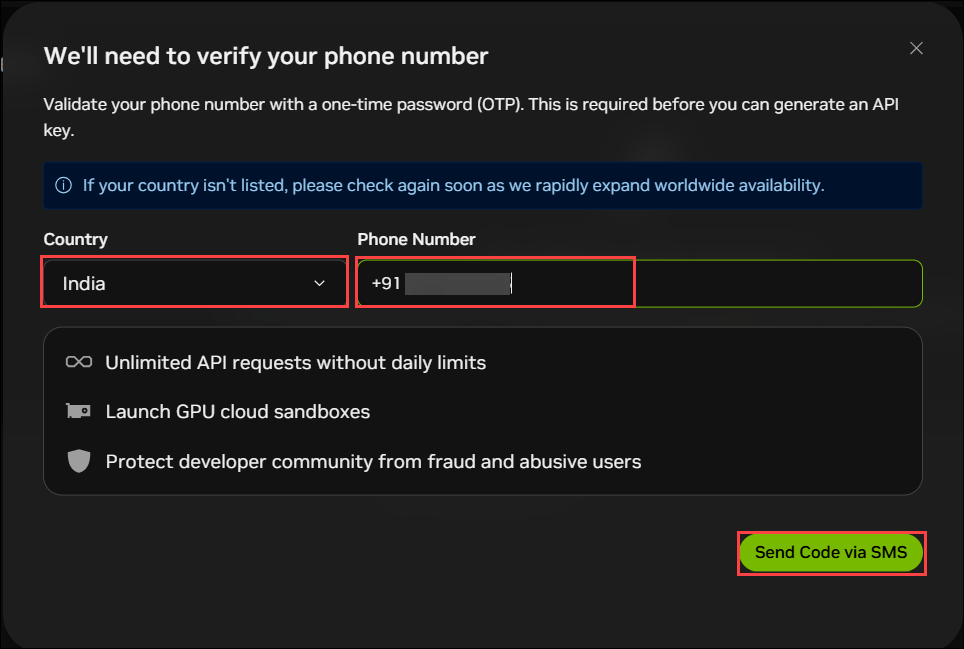 We'll need to verify your phone number
Validate your phone number with a one-time password (OTP). This is required before you can generate an API
key.
If your country isn't listed, please check again soon as we rapidly expand worldwide availability.
Country
Phone Number
India
+91
Unlimited API requests without daily limits
Launch GPU cloud sandboxes
Protect developer community from fraud and abusive users
Send Code via SMS